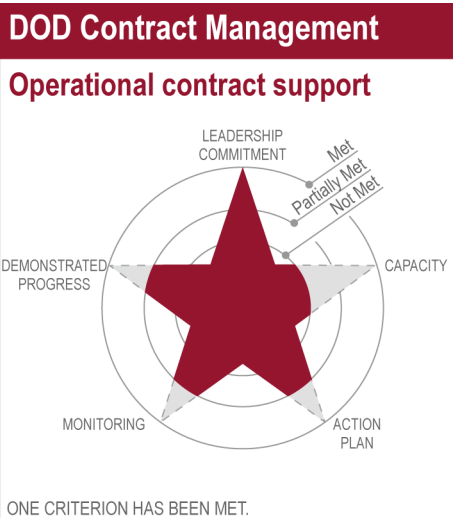 DOD Contract Management
Operational contract support
LEADERSHIP
COMMITMENT
Met
Partially Met
Not Met
DEMONSTRATED
PROGRESS
CAPACITY
MONITORING
ACTION
PLAN
ONE CRITERION HAS BEEN MET.